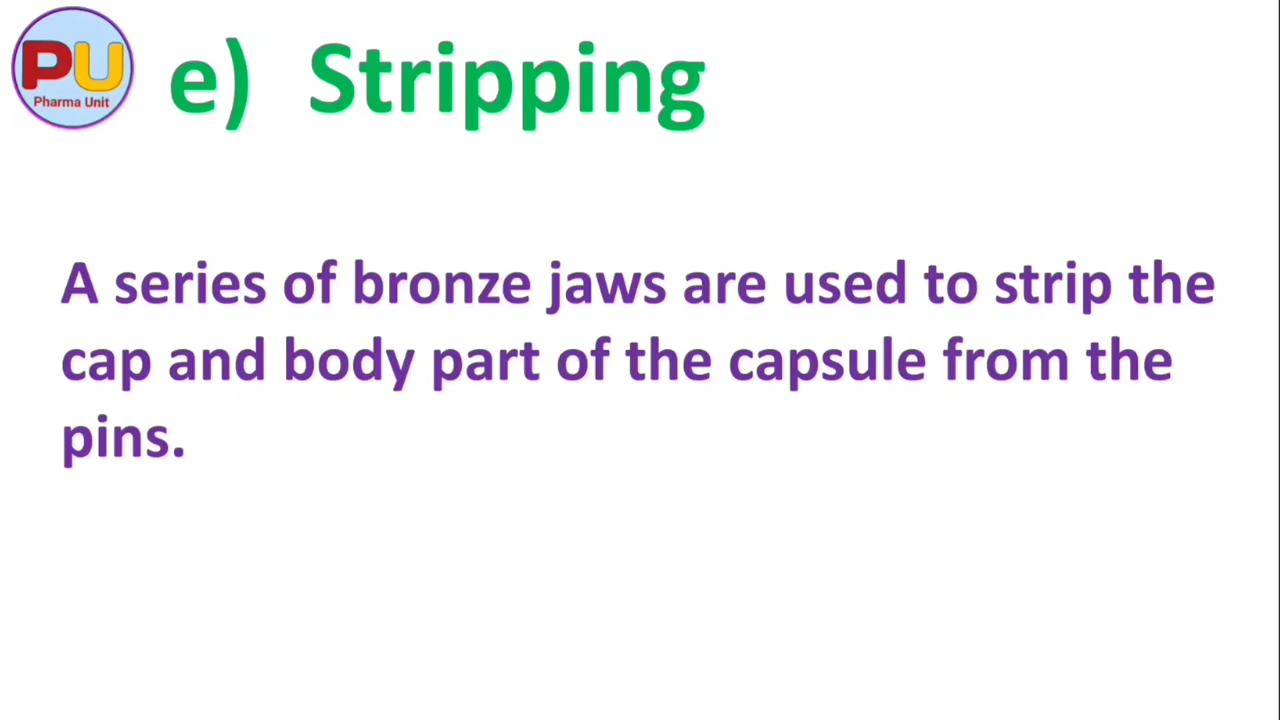 PU
Pharma Unit
e) Stripping
A series of bronze jaws are used to strip the
cap and body part of the capsule from the
pins.